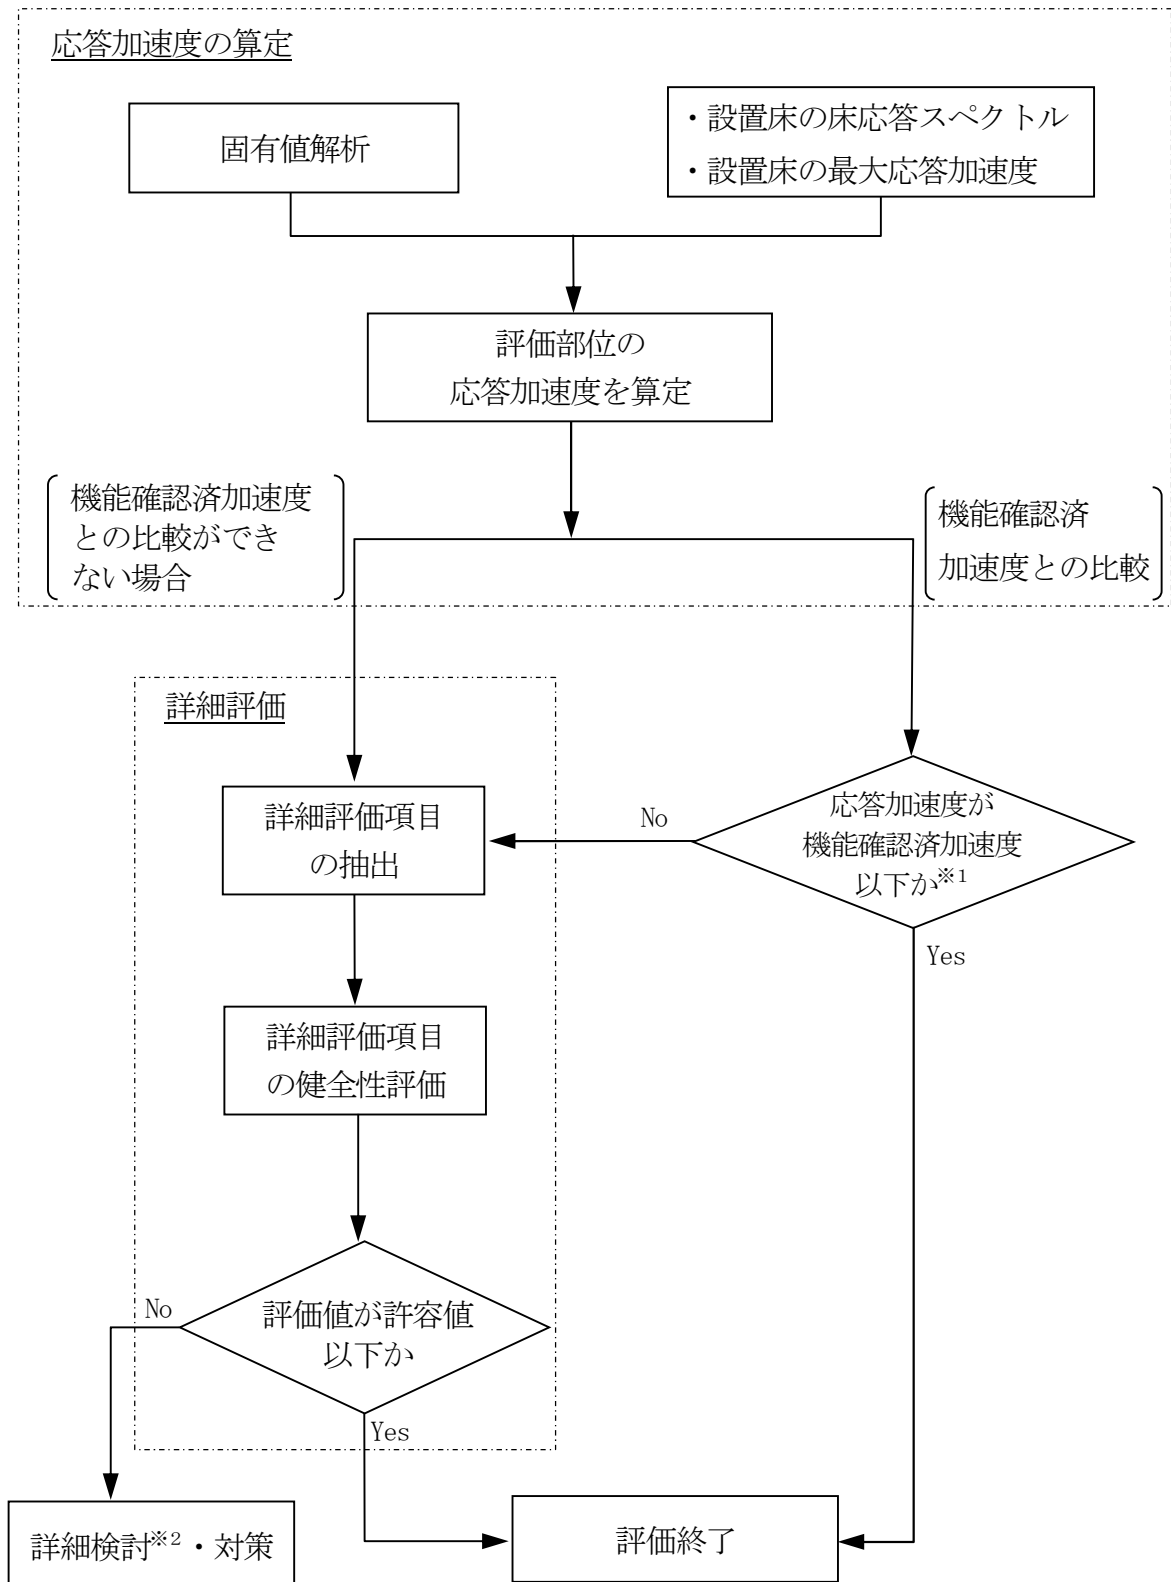 応答加速度の算定
固有値解析
・設置床の床応答スペクトル
・設置床の最大応答加速度
評価部位の
応答加速度を算定
機能確認済加速度
との比較ができ
ない場合
機能確認済
加速度との比較
詳細評価
詳細評価項目
の抽出
No
応答加速度が
機能確認済加速度
以下か※1
Yes
詳細評価項目
の健全性評価
No
評価値が許容値
以下か
Yes
詳細検討※2・対策
評価終了